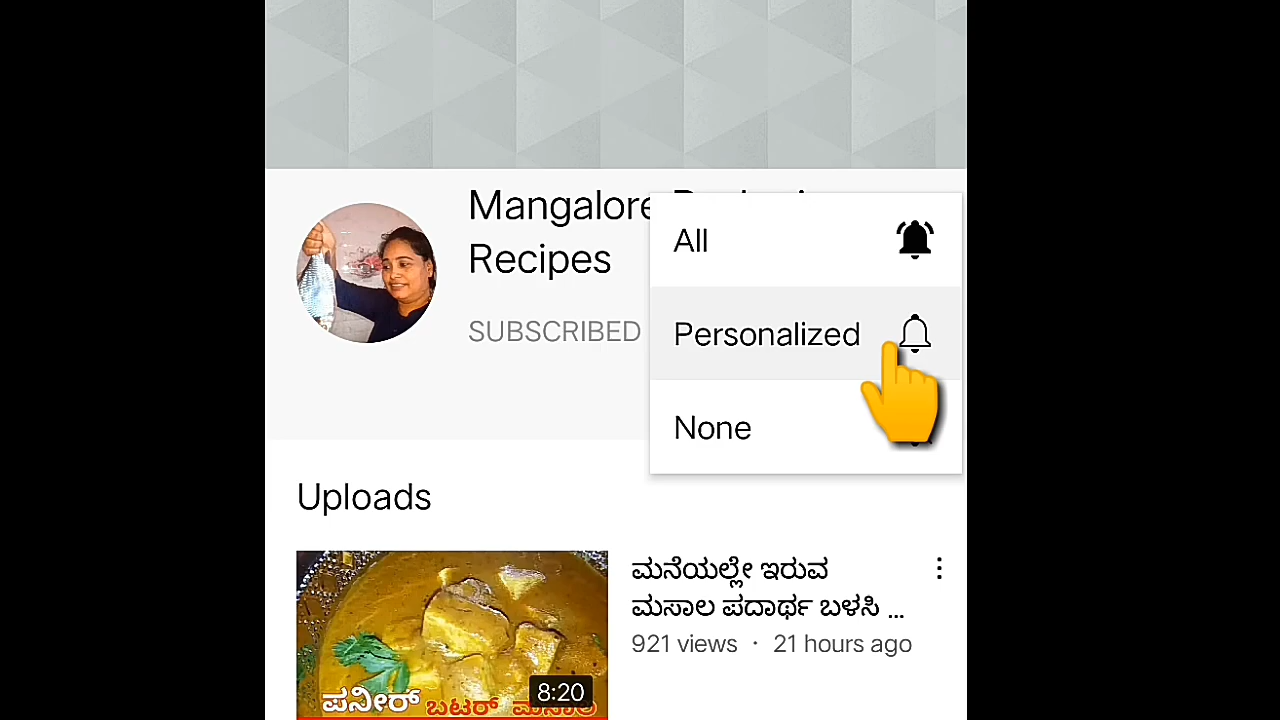 Mangalore
Recipes
SUBSCRIBED
All
Personalized
None
Uploads
ಮನೆಯಲ್ಲೇ ಇರುವ
ಮಸಾಲ ಪದಾರ್ಥ ಬಳಸಿ ...
921 views · 21 hours ago
ಪನೀರ್ ಬಟರ್ ಮಸಾಲ
8:20